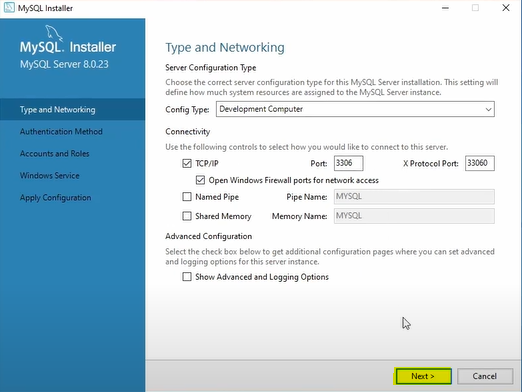 MySQL Installer
MySQL. Installer
MySQL Server 8.0.23
Type and Networking
Authentication Method
Accounts and Roles
Windows Service
Apply Configuration
Type and Networking
Server Configuration Type
Choose the correct server configuration type for this MySQL Server installation. This setting will
define how much system resources are assigned to the MySQL Server instance.
Config Type: Development Computer
Connectivity
Use the following controls to select how you would like to connect to this server.
TCP/IP Port: 3306 X Protocol Port: 33060
Open Windows Firewall ports for network access
Named Pipe Pipe Name: MYSQL
Shared Memory Memory Name: MYSQL
Advanced Configuration
Select the check box below to get additional configuration pages where you can set advanced
and logging options for this server instance.
Show Advanced and Logging Options
Next > Cancel